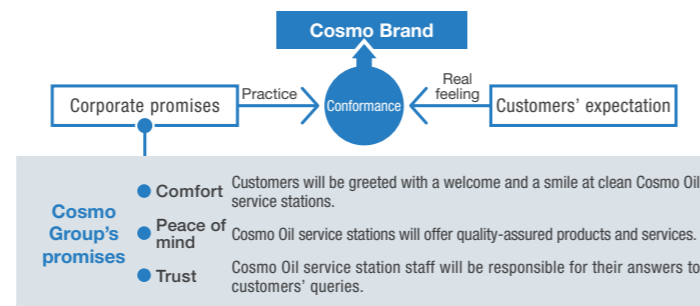 Cosmo Brand
Corporate promises
Practice
Conformance
Real
feeling
Customers' expectation
Cosmo
Group's
promises
Comfort
Customers will be greeted with a welcome and a smile at clean Cosmo Oil
service stations.
Peace of
mind
Cosmo Oil service stations will offer quality-assured products and services.
Trust
Cosmo Oil service station staff will be responsible for their answers to
customers' queries.